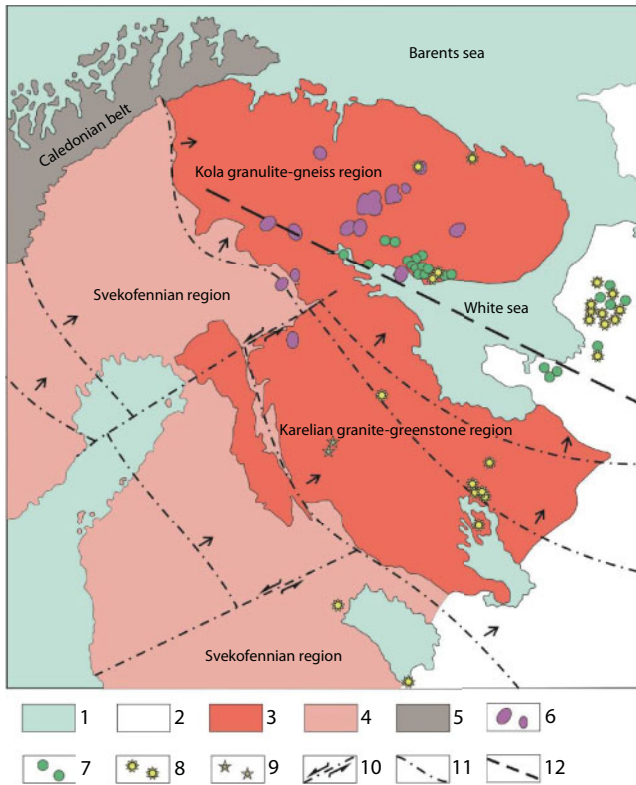 Barents sea
Caledonian belt
Kola granulite-gneiss region
Svekofennian region
White sea
Karelian granite-greenstone region
Svekofennian region
1 2 3 4 5 6
7 8 9 10 11 12